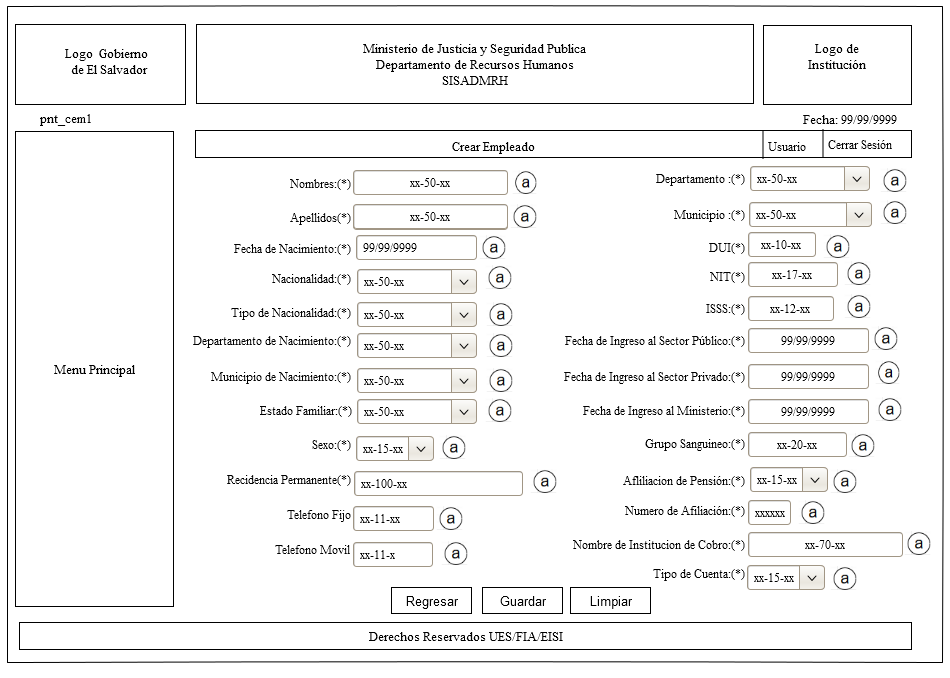 Logo Gobierno
de El Salvador
Ministerio de Justicia y Seguridad Publica
Departamento de Recursos Humanos
SISADMRH
Logo de
Institución
pnt_cem1
Fecha: 99/99/9999
Menu Principal
Crear Empleado
Usuario
Cerrar Sesión
Nombres:(*) xx-50-xx a
Apellidos(*) xx-50-xx a
Fecha de Nacimiento:(*) 99/99/9999 a
Nacionalidad:(*) xx-50-xx a
Tipo de Nacionalidad:(*) xx-50-xx a
Departamento de Nacimiento:(*) xx-50-xx a
Municipio de Nacimiento:(*) xx-50-xx a
Estado Familiar:(*) xx-50-xx a
Sexo:(*) xx-15-xx a
Recidencia Permanente(*) xx-100-xx a
Telefono Fijo xx-11-xx a
Telefono Movil xx-11-x a
Departamento :(*) xx-50-xx a
Municipio :(*) xx-50-xx a
DUI(*) xx-10-xx a
NIT(*) xx-17-xx a
ISSS:(*) xx-12-xx a
Fecha de Ingreso al Sector Público:(*) 99/99/9999 a
Fecha de Ingreso al Sector Privado:(*) 99/99/9999 a
Fecha de Ingreso al Ministerio:(*) 99/99/9999 a
Grupo Sanguineo:(*) xx-20-xx a
Afliliacion de Pensión:(*) xx-15-xx a
Numero de Afiliación:(*) xxxxxx a
Nombre de Institucion de Cobro:(*) xx-70-xx a
Tipo de Cuenta:(*) xx-15-xx a
Regresar
Guardar
Limpiar
Derechos Reservados UES/FIA/EISI